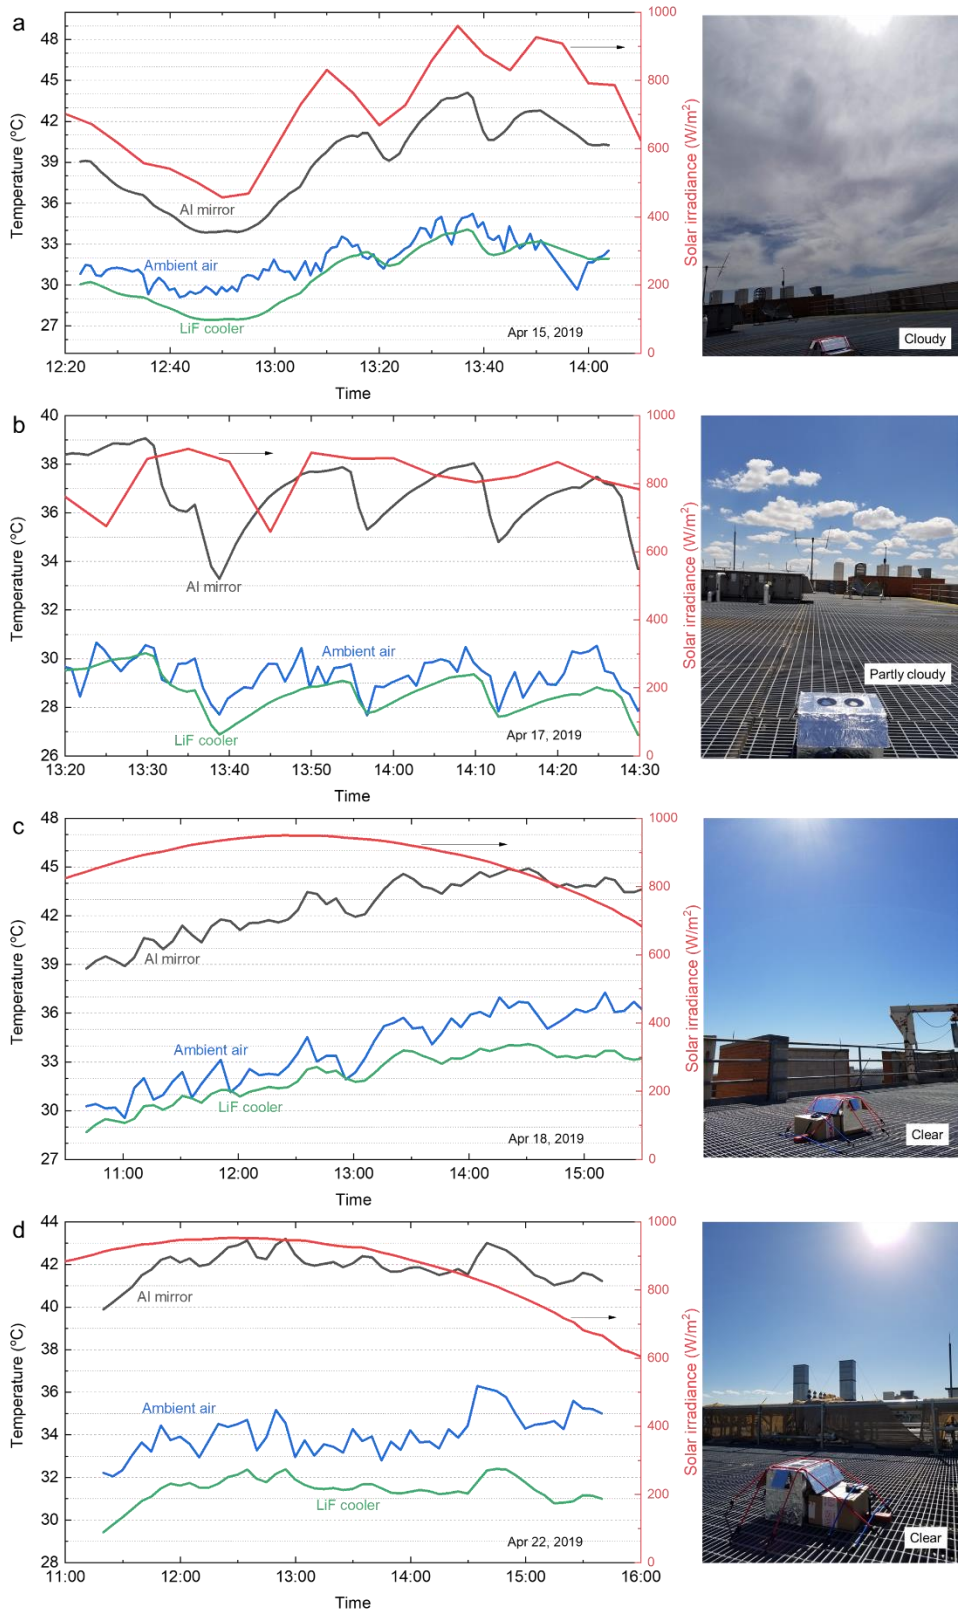 a
48
45
42
39
36
33
30
27
Temperature (°C)
1000
800
600
400
200
0
Solar irradiance (W/m²)
Al mirror
Ambient air
LiF cooler
Apr 15, 2019
12:20
12:40
13:00
13:20
13:40
14:00
Time
Cloudy
b
40
38
36
34
32
30
28
26
Temperature (°C)
1000
800
600
400
200
0
Solar irradiance (W/m²)
Al mirror
Ambient air
LiF cooler
Apr 17, 2019
13:20
13:30
13:40
13:50
14:00
14:10
14:20
14:30
Time
Partly cloudy
c
48
45
42
39
36
33
30
27
Temperature (°C)
1000
800
600
400
200
0
Solar irradiance (W/m²)
Al mirror
Ambient air
LiF cooler
Apr 18, 2019
11:00
12:00
13:00
14:00
15:00
Time
Clear
d
44
42
40
38
36
34
32
30
28
Temperature (°C)
1000
800
600
400
200
0
Solar irradiance (W/m²)
Al mirror
Ambient air
LiF cooler
Apr 22, 2019
11:00
12:00
13:00
14:00
15:00
16:00
Time
Clear